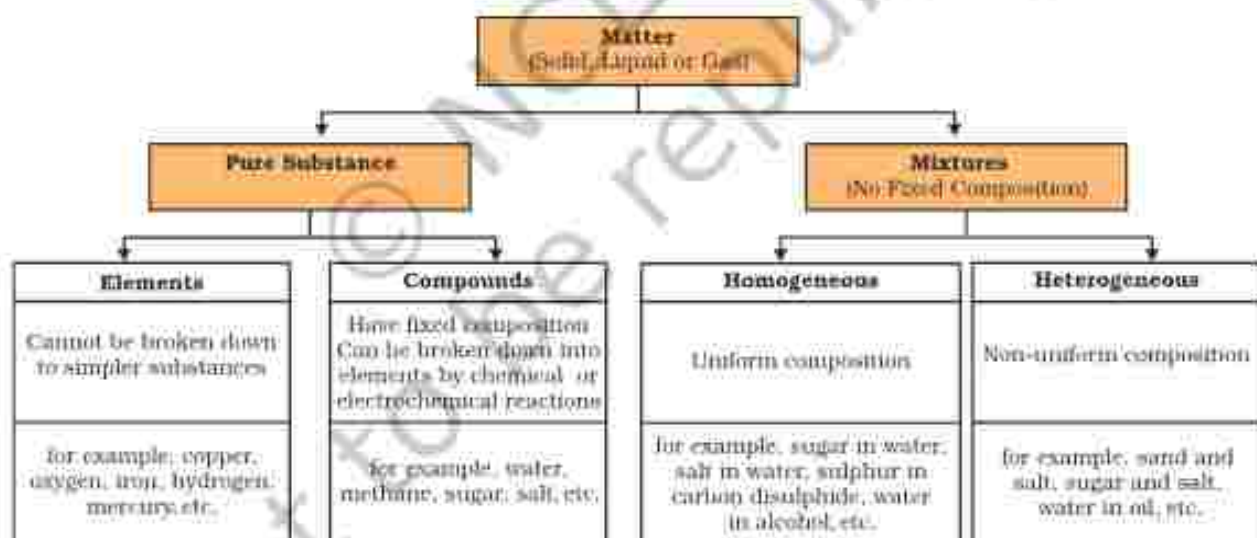 Matter
(Solid, Liquid or Gas)
Pure Substance
Mixtures
(No Fixed Composition)
Elements
Cannot be broken down
to simpler substances
for example, copper,
oxygen, iron, hydrogen,
mercury, etc.
Compounds
Have fixed composition
Can be broken down into
elements by chemical or
electrochemical reactions
for example, water,
methane, sugar, salt, etc.
Homogeneous
Uniform composition
for example, sugar in water,
salt in water, sulphur in
carbon disulphide, water
in alcohol, etc.
Heterogeneous
Non-uniform composition
for example, sand and
salt, sugar and salt,
water in oil, etc.
© NCE
to be repu